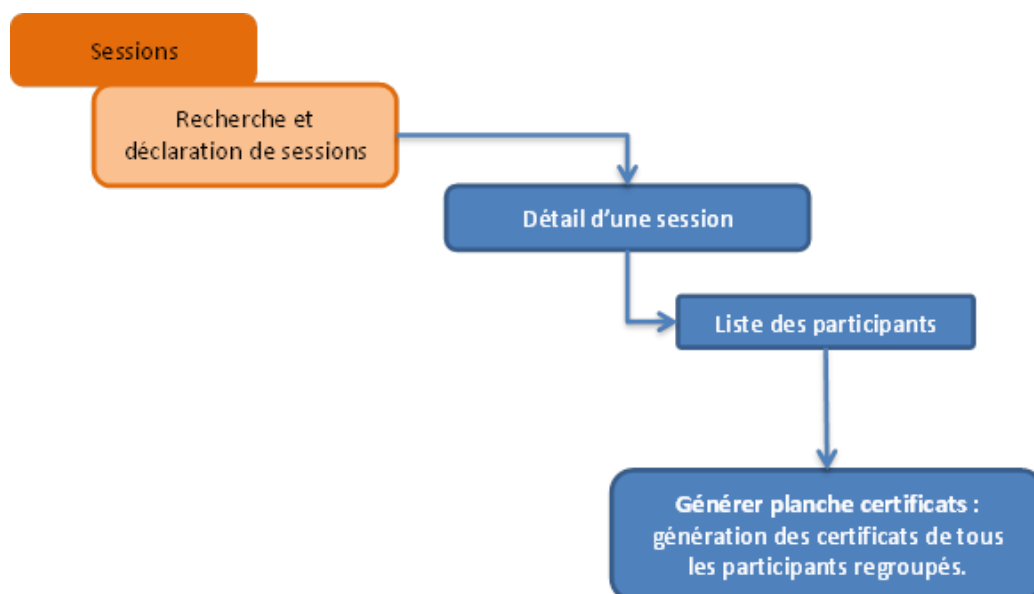 Sessions
Recherche et
déclaration de sessions
Détail d’une session
Liste des participants
Générer planche certificats :
génération des certificats de tous
les participants regroupés.